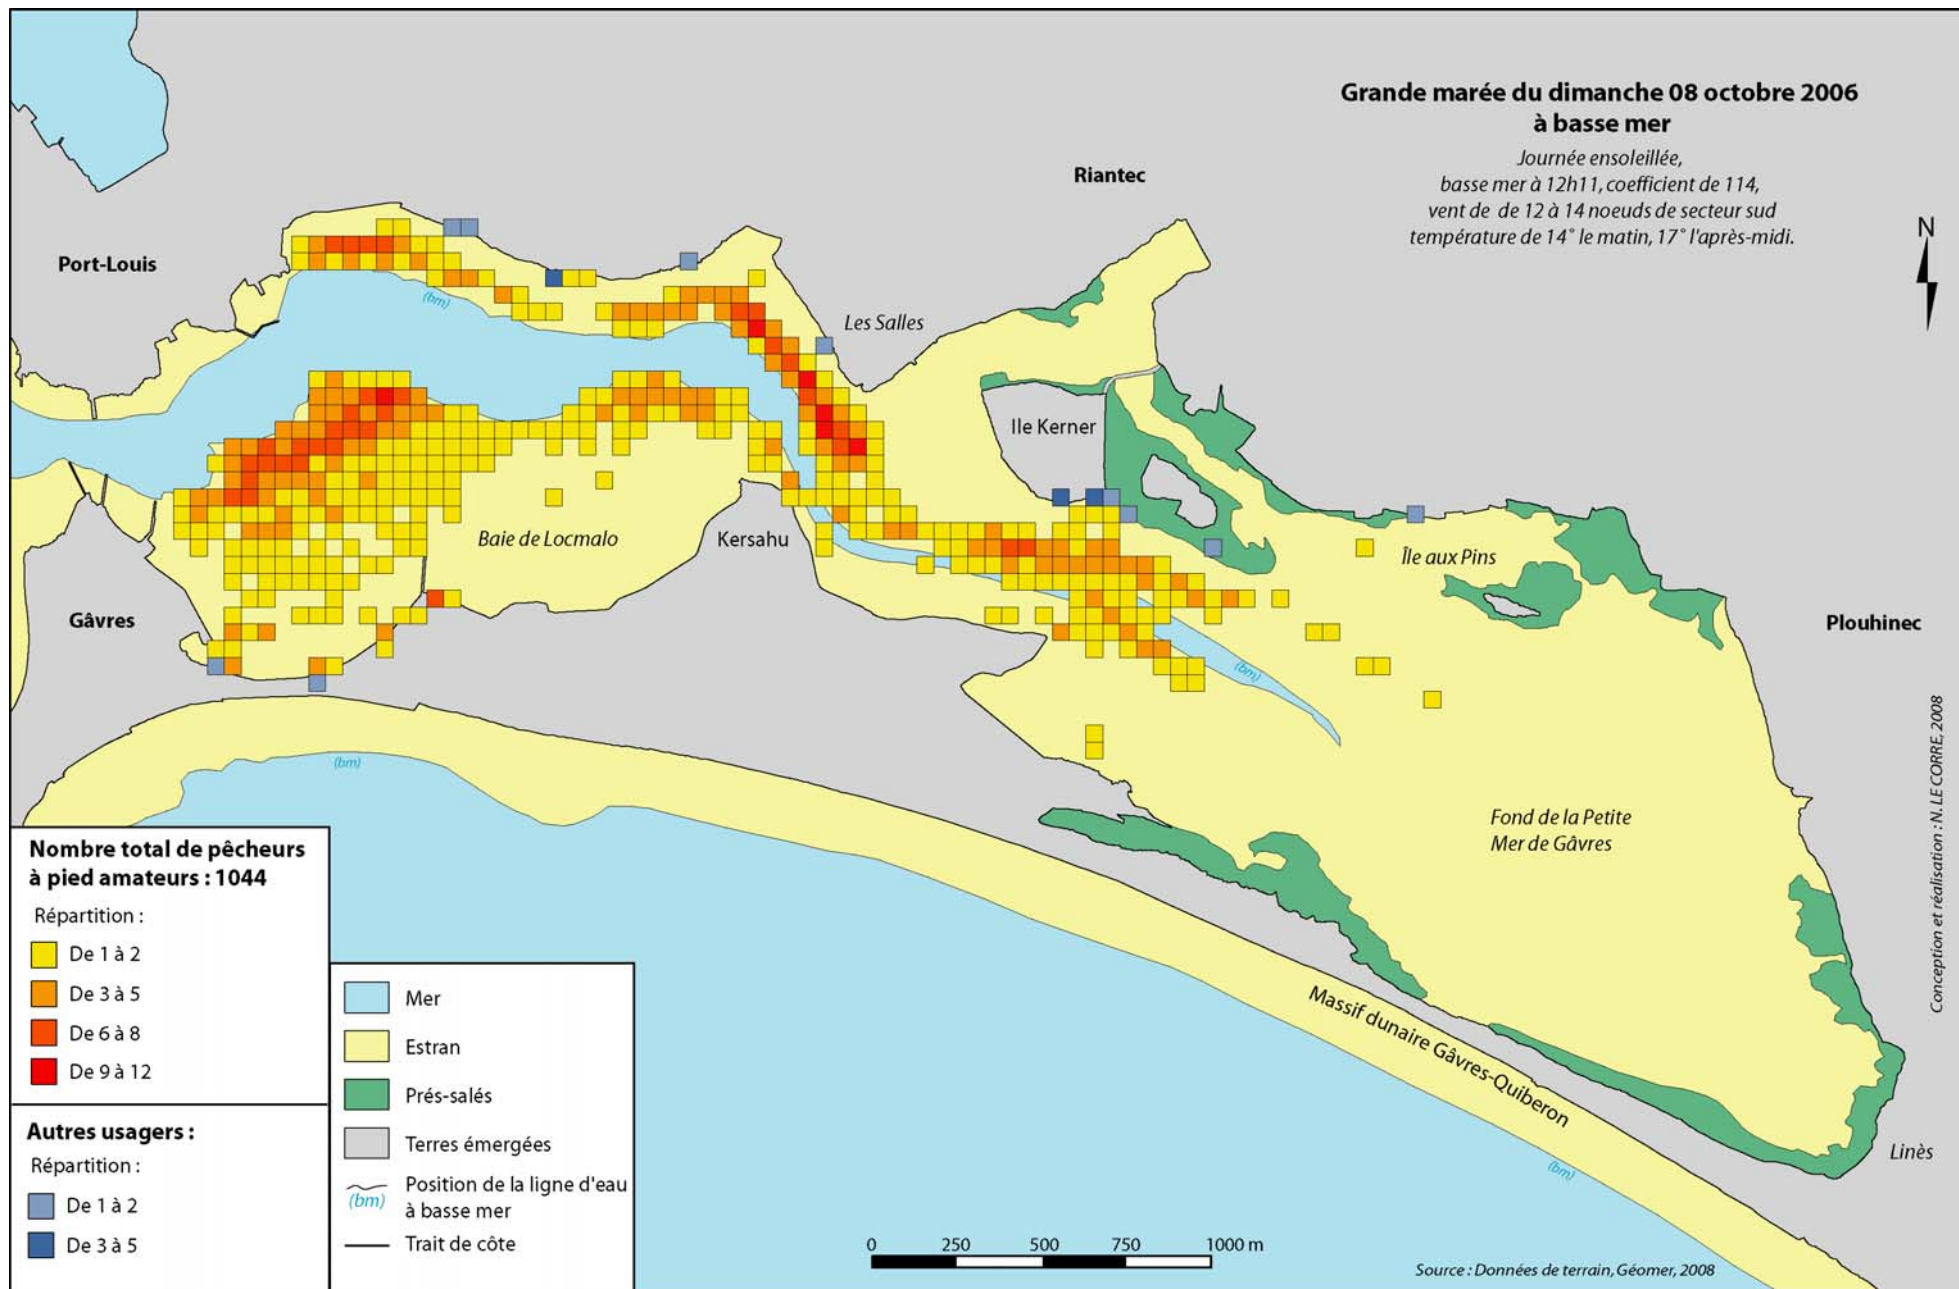 Grande marée du dimanche 08 octobre 2006
à basse mer
Journée ensoleillée,
basse mer à 12h11, coefficient de 114,
vent de de 12 à 14 noeuds de secteur sud
température de 14° le matin, 17° l'après-midi.
N
Riantec
Port-Louis
(bm)
Les Salles
Ile Kerner
Baie de Locmalo
Kersahu
Île aux Pins
Gâvres
Plouhinec
(bm)
(bm)
Fond de la Petite
Mer de Gâvres
Massif dunaire Gâvres-Quiberon
(bm)
Linès
Nombre total de pêcheurs
à pied amateurs : 1044
Répartition :
De 1 à 2
De 3 à 5
De 6 à 8
De 9 à 12
Autres usagers :
Répartition :
De 1 à 2
De 3 à 5
Mer
Estran
Prés-salés
Terres émergées
Position de la ligne d'eau
(bm) à basse mer
Trait de côte
0 250 500 750 1000 m
Source : Données de terrain, Géomer, 2008
Conception et réalisation : N. LE CORRE, 2008